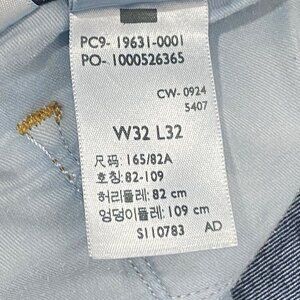 PC9- 19631-0001
PO- 1000526365
CW- 0924
5407
W32 L32
尺码: 165/82A
호칭: 82-109
허리둘레: 82 cm
엉덩이둘레: 109 cm
S110783 AD